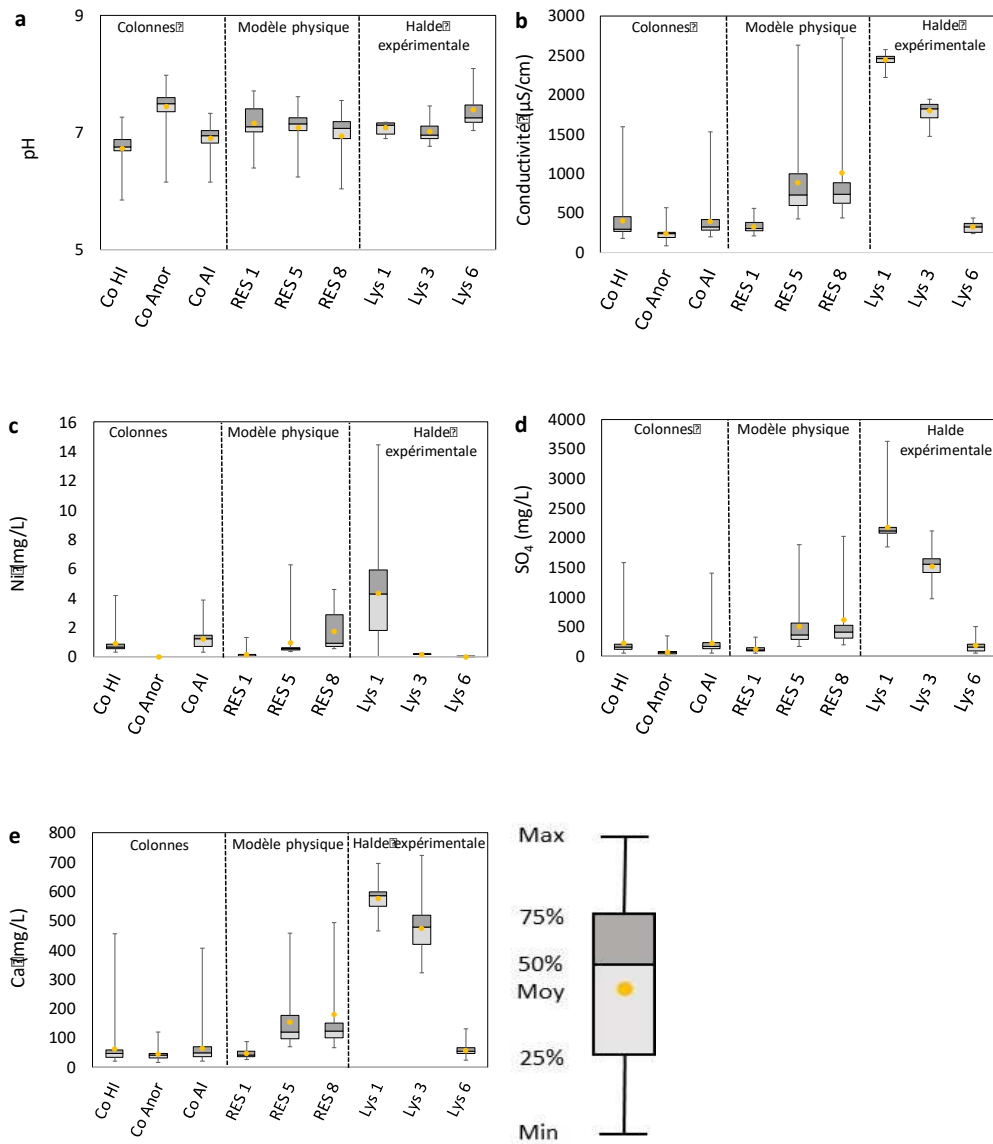 a
9
7
5
pH
Colonnes
Modèle physique
Halde
expérimentale
Co HI
Co Anor
Co AI
RES 1
RES 5
RES 8
Lys 1
Lys 3
Lys 6
b
3000
2500
2000
1500
1000
500
0
Conductivité (µS/cm)
Colonnes
Modèle physique
Halde
expérimentale
Co HI
Co Anor
Co AI
RES 1
RES 5
RES 8
Lys 1
Lys 3
Lys 6
c
16
14
12
10
8
6
4
2
0
Ni (mg/L)
Colonnes
Modèle physique
Halde
expérimentale
Co HI
Co Anor
Co AI
RES 1
RES 5
RES 8
Lys 1
Lys 3
Lys 6
d
4000
3500
3000
2500
2000
1500
1000
500
0
SO₄ (mg/L)
Colonnes
Modèle physique
Halde
expérimentale
Co HI
Co Anor
Co AI
RES 1
RES 5
RES 8
Lys 1
Lys 3
Lys 6
e
800
700
600
500
400
300
200
100
0
Ca (mg/L)
Colonnes
Modèle physique
Halde expérimentale
Co HI
Co Anor
Co AI
RES 1
RES 5
RES 8
Lys 1
Lys 3
Lys 6
Max
75%
50%
Moy
25%
Min